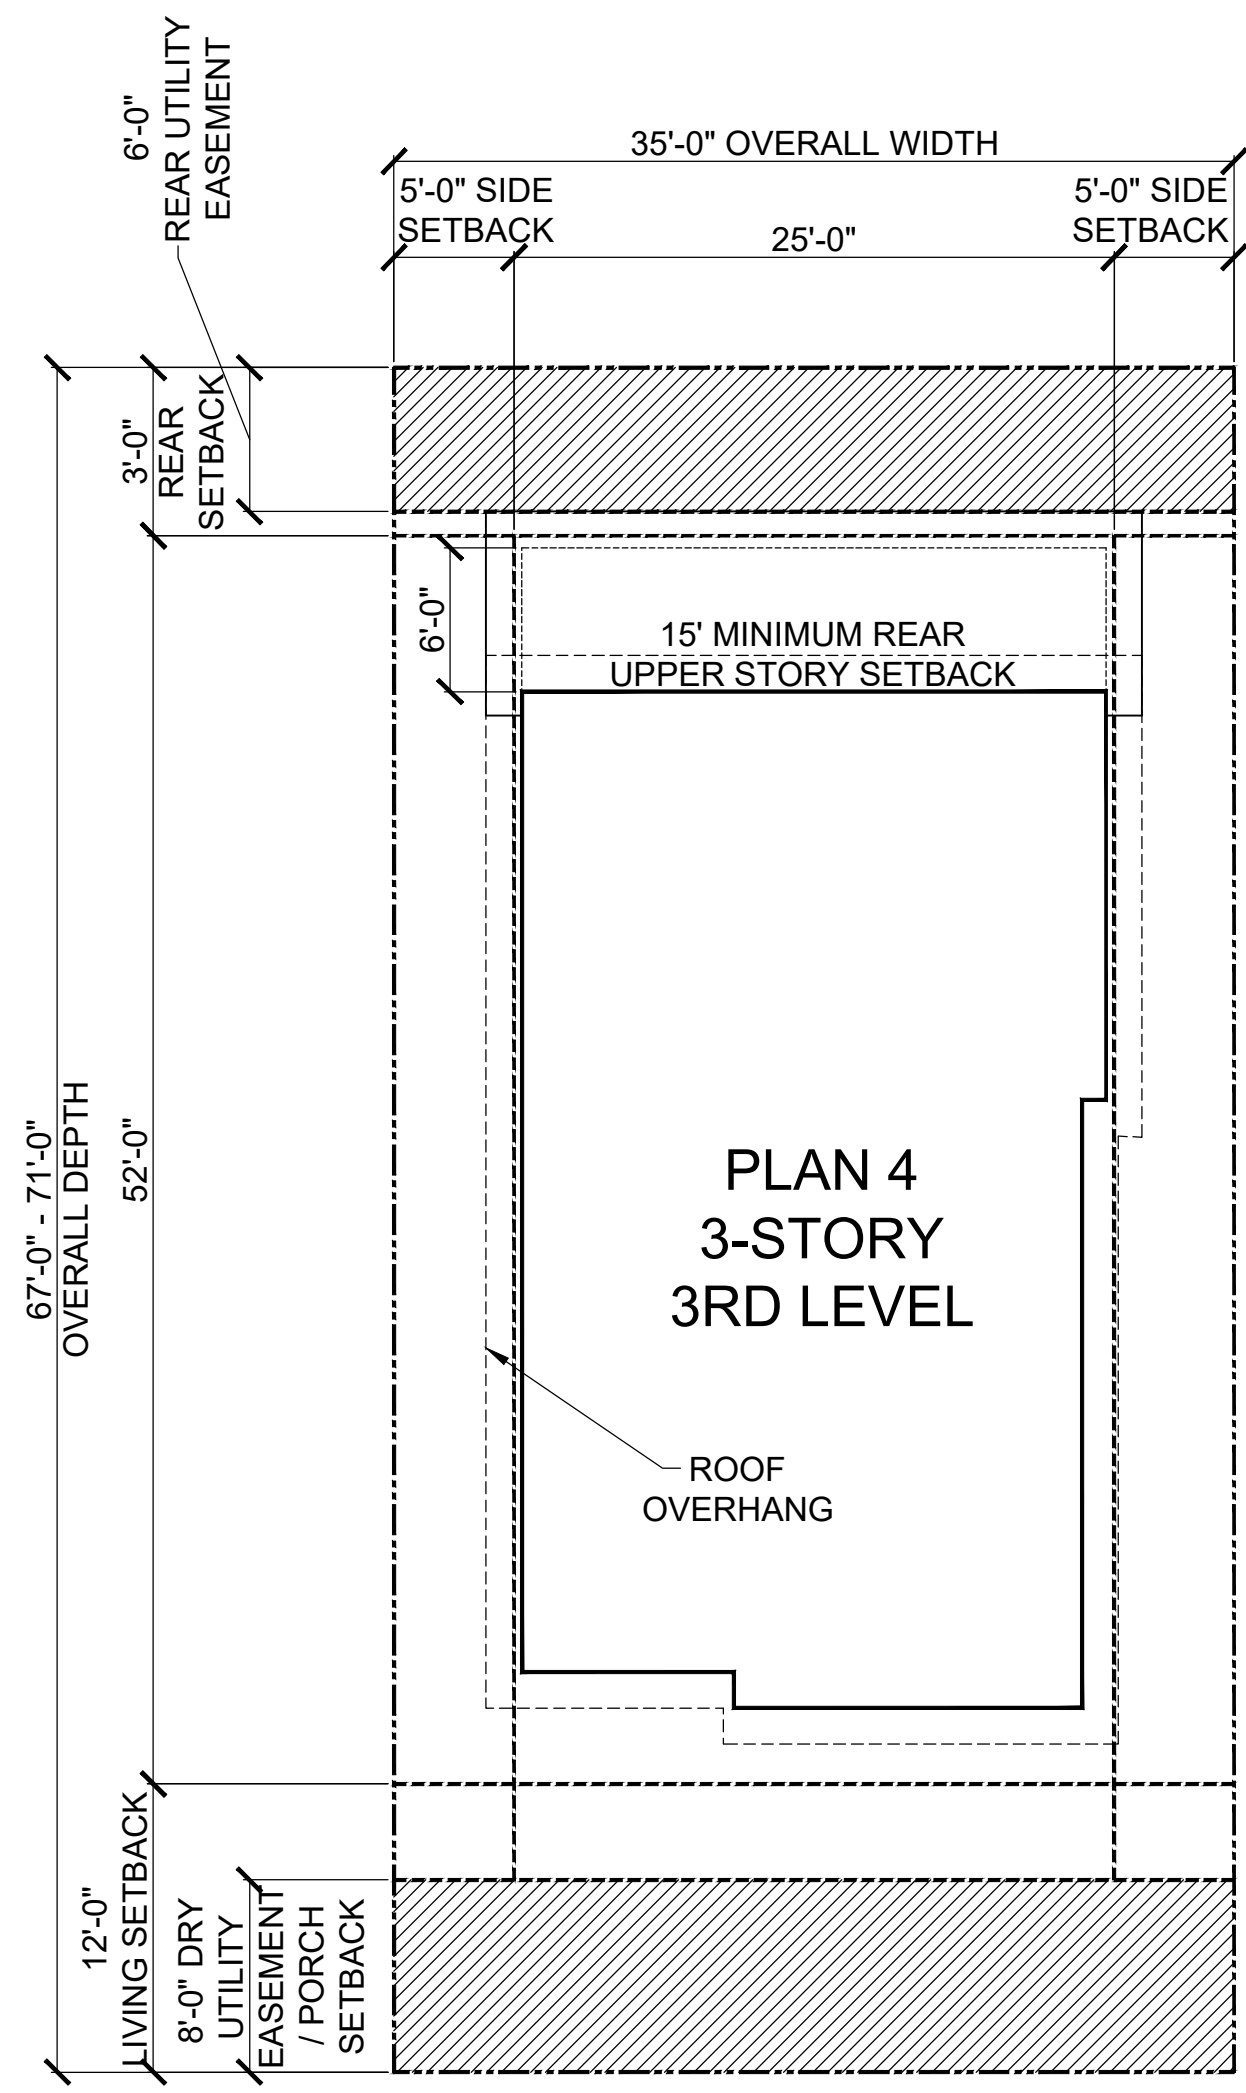 6'-0"
REAR UTILITY
EASEMENT
35'-0" OVERALL WIDTH
5'-0" SIDE
SETBACK
25'-0"
5'-0" SIDE
SETBACK
3'-0"
REAR
SETBACK
6'-0"
15' MINIMUM REAR
UPPER STORY SETBACK
67'-0" - 71'-0"
OVERALL DEPTH
52'-0"
PLAN 4
3-STORY
3RD LEVEL
ROOF
OVERHANG
12'-0"
LIVING SETBACK
8'-0" DRY
UTILITY
EASEMENT
/ PORCH
SETBACK